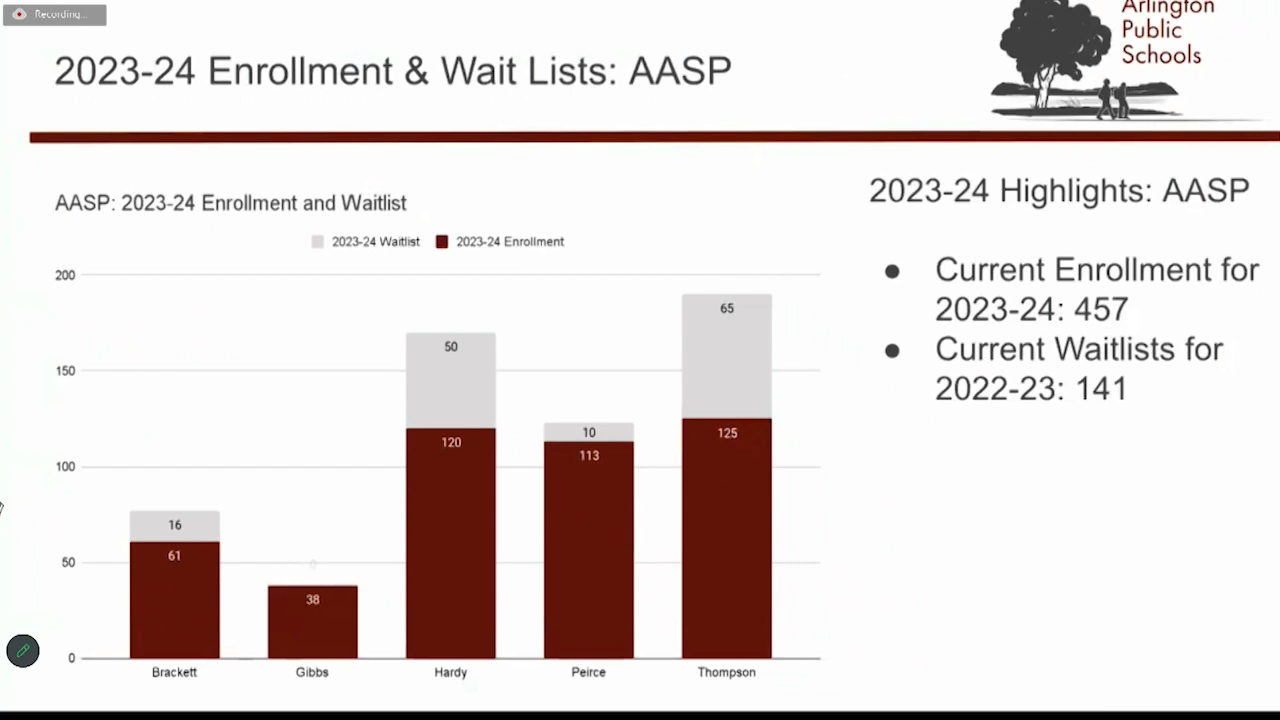 Recording...
2023-24 Enrollment & Wait Lists: AASP
Arlington
Public
Schools
AASP: 2023-24 Enrollment and Waitlist
2023-24 Waitlist
2023-24 Enrollment
200
150
100
50
0
16
61
0
38
50
120
10
113
65
125
Brackett
Gibbs
Hardy
Peirce
Thompson
2023-24 Highlights: AASP
● Current Enrollment for
2023-24: 457
● Current Waitlists for
2022-23: 141